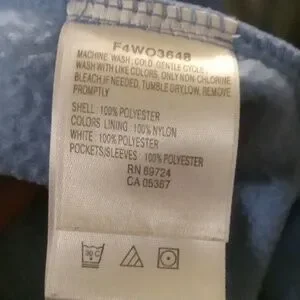 F4WO3648
MACHINE WASH, COLD, GENTLE CYCLE,
WASH WITH LIKE COLORS, ONLY NON-CHLORINE
BLEACH IF NEEDED, TUMBLE DRY LOW, REMOVE
PROMPTLY
SHELL: 100% POLYESTER
COLORS LINING: 100% NYLON
WHITE: 100% POLYESTER
POCKETS/SLEEVES: 100% POLYESTER
RN 69724
CA 05367